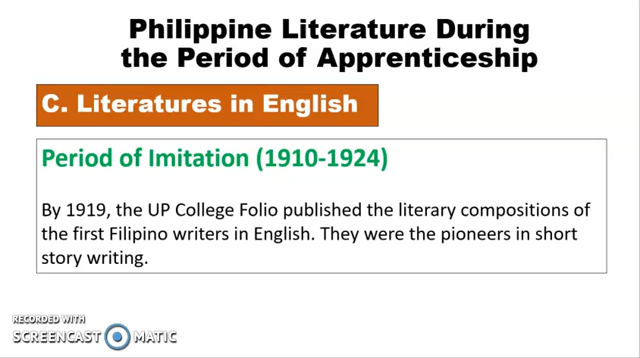 Philippine Literature During
the Period of Apprenticeship
C. Literatures in English
Period of Imitation (1910-1924)
By 1919, the UP College Folio published the literary compositions of
the first Filipino writers in English. They were the pioneers in short
story writing.
RECORDED WITH
SCREENCAST MATIC